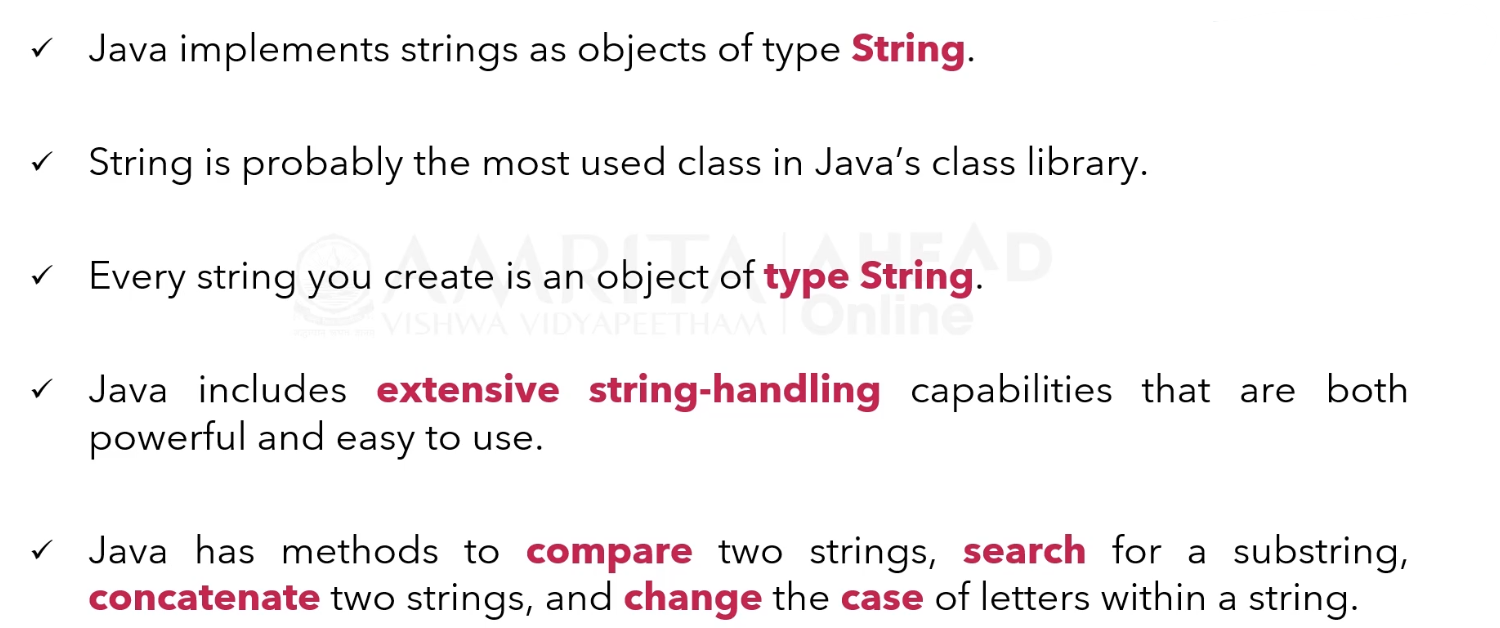 ✓ Java implements strings as objects of type String.
✓ String is probably the most used class in Java’s class library.
✓ Every string you create is an object of type String.
AMRITA VISHWA VIDYAPEETHAM
AHEAD Online
✓ Java includes extensive string-handling capabilities that are both
powerful and easy to use.
✓ Java has methods to compare two strings, search for a substring,
concatenate two strings, and change the case of letters within a string.